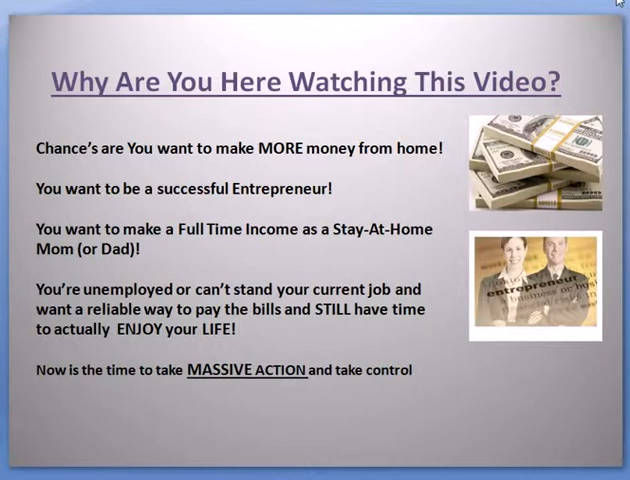 Why Are You Here Watching This Video?
Chance's are You want to make MORE money from home!
You want to be a successful Entrepreneur!
You want to make a Full Time Income as a Stay-At-Home
Mom (or Dad)!
You're unemployed or can't stand your current job and
want a reliable way to pay the bills and STILL have time
to actually ENJOY your LIFE!
Now is the time to take MASSIVE ACTION and take control
entrepreneur
business or busi